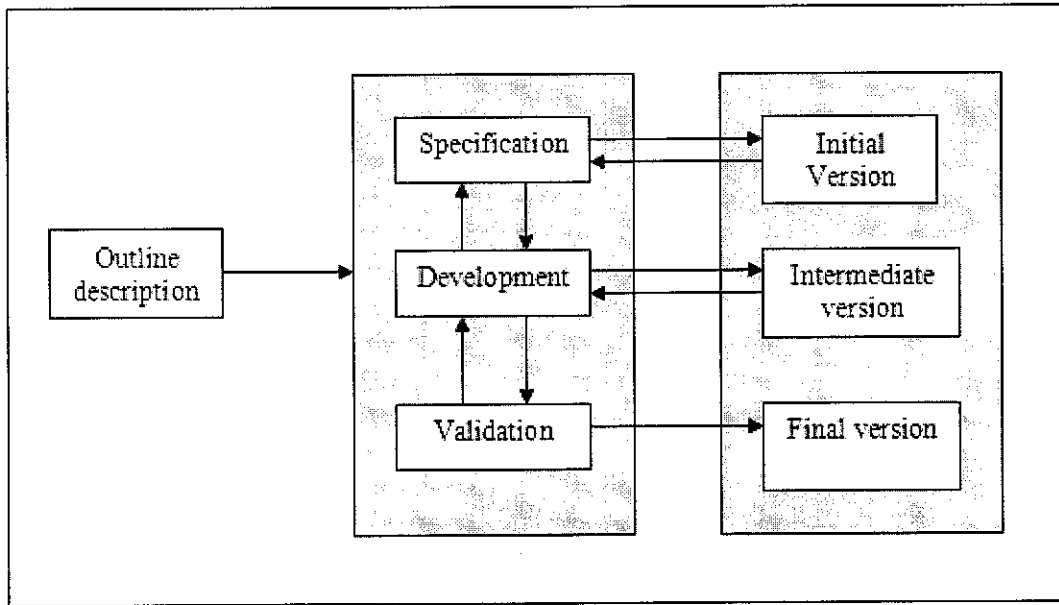 Specification
Initial
Version
Outline
description
Development
Intermediate
version
Validation
Final version